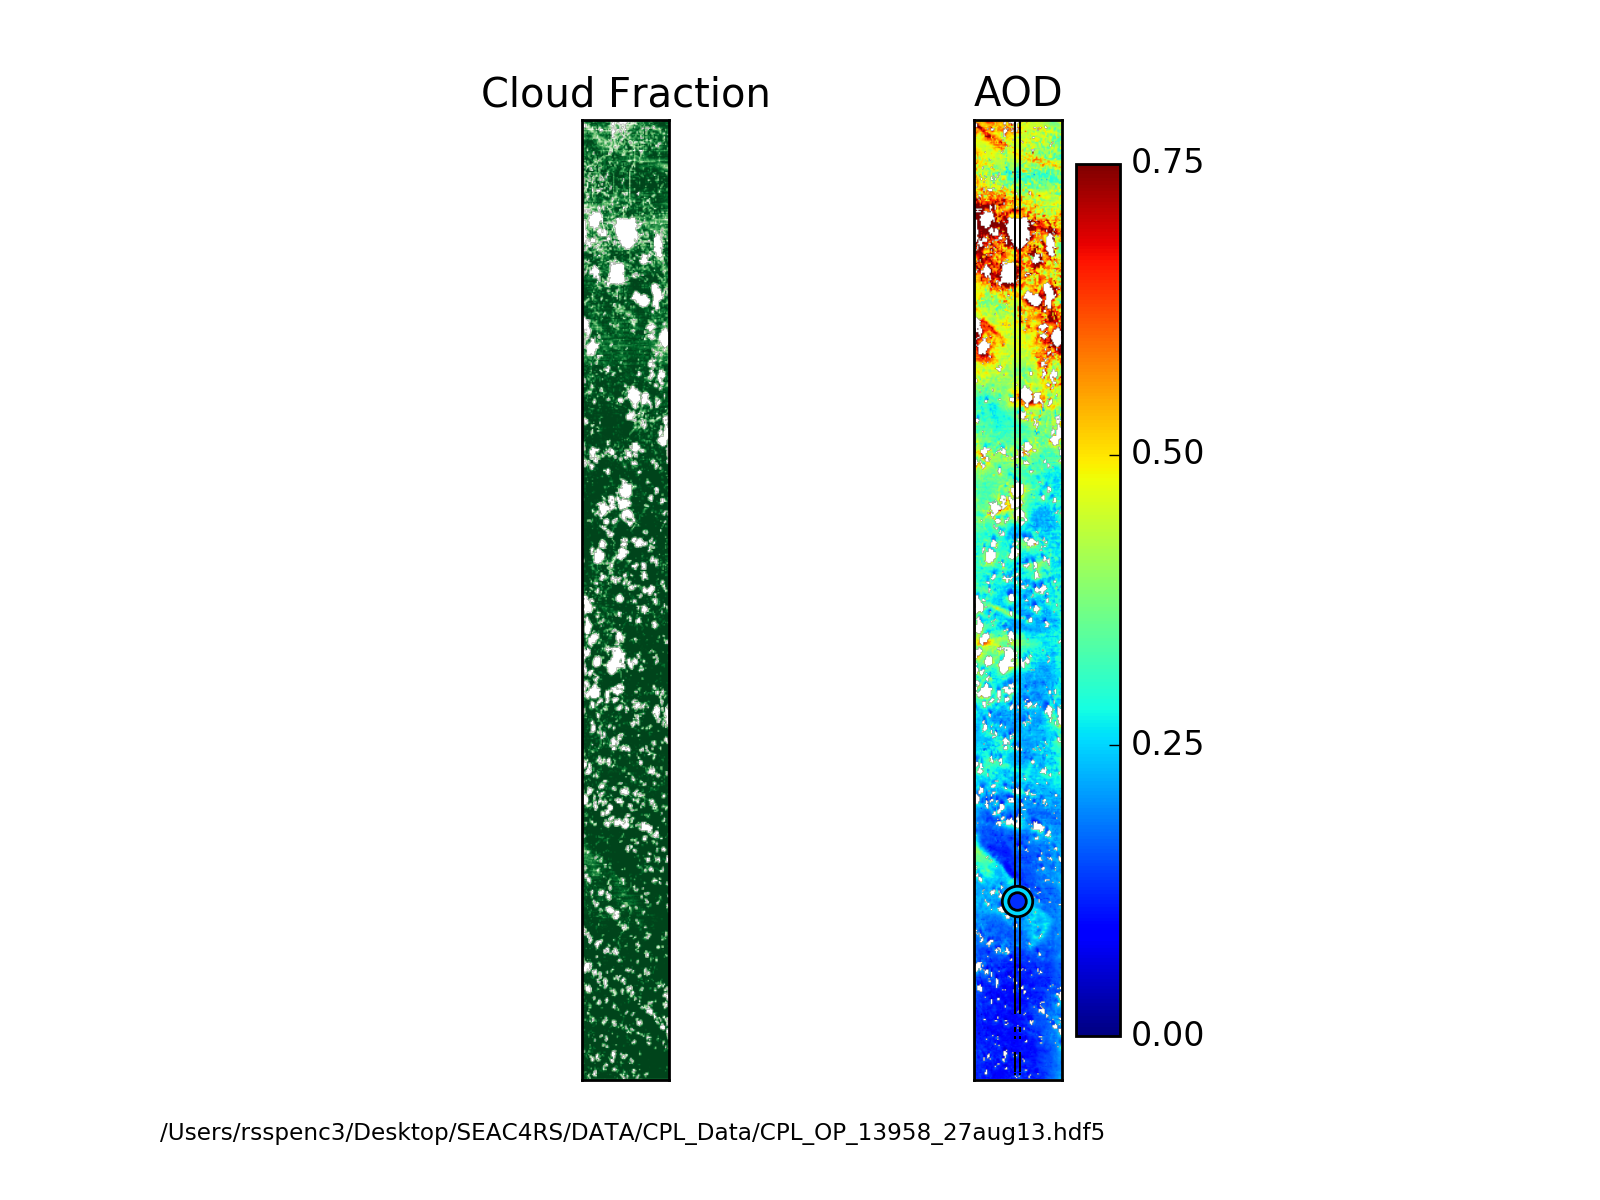 Cloud Fraction
AOD
0.75
0.50
0.25
0.00
/Users/rsspenc3/Desktop/SEAC4RS/DATA/CPL_Data/CPL_OP_13958_27aug13.hdf5